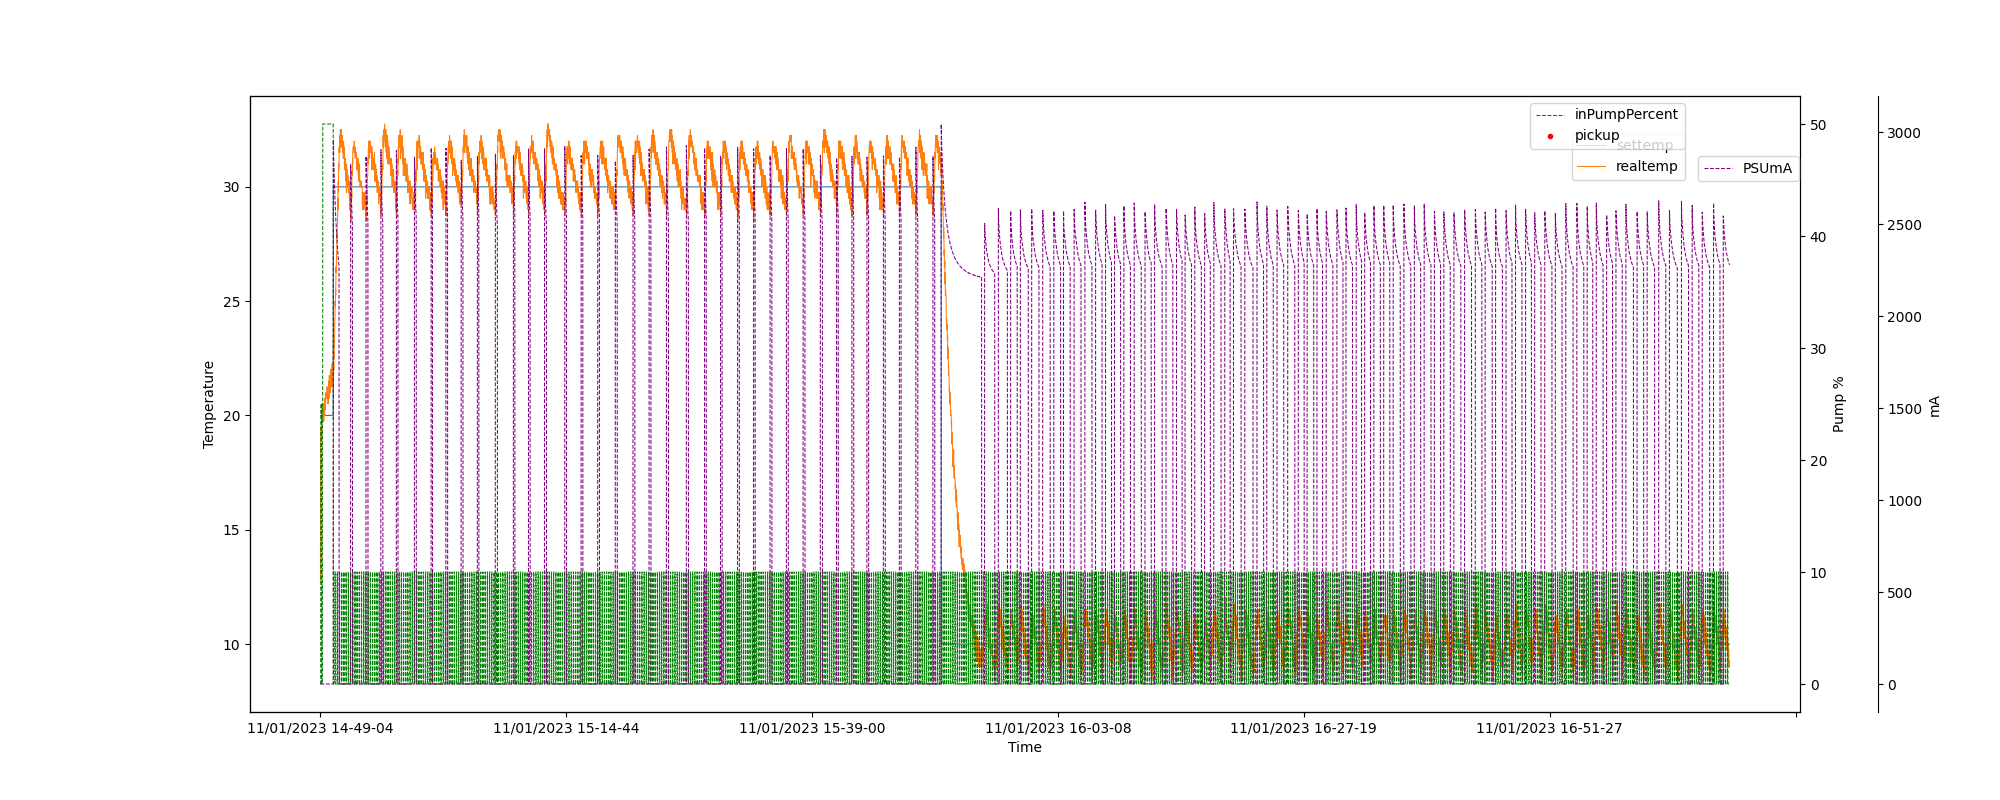 inPumpPercent
pickup
settemp
realtemp
PSUmA
30
25
20
15
10
Temperature
50
40
30
20
10
0
Pump %
3000
2500
2000
1500
1000
500
0
mA
11/01/2023 14-49-04
11/01/2023 15-14-44
11/01/2023 15-39-00
11/01/2023 16-03-08
11/01/2023 16-27-19
11/01/2023 16-51-27
Time